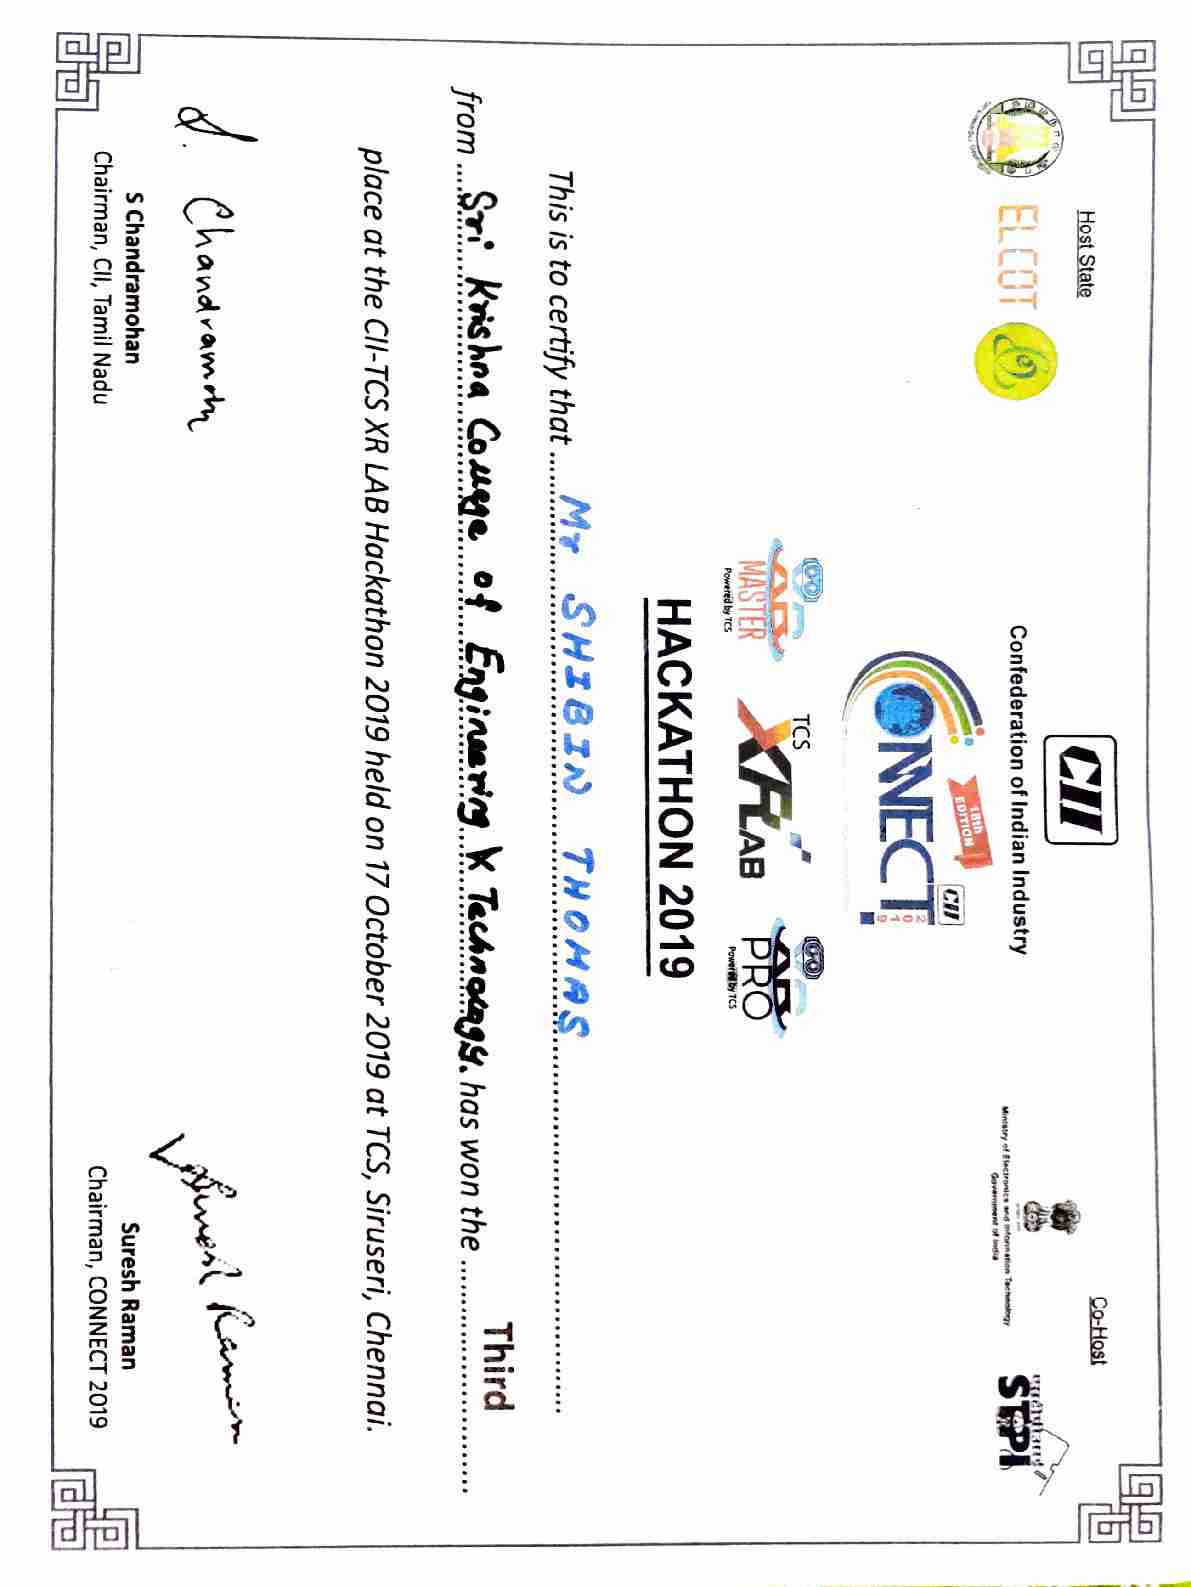 Host State
Co-Host
ELCOT
CII
Confederation of Indian Industry
Ministry of Electronics and Information Technology
Government of India
एसटीपीआई
STPI
18th
EDITION
CII
CONNECT
2019
MASTER
Powered by TCS
TCS
XR LAB
PRO
Powered by TCS
HACKATHON 2019
This is to certify that Mr SHIBIN THOMAS
from Sri Krishna College of Engineering & Technology. has won the Third
place at the CII-TCS XR LAB Hackathon 2019 held on 17 October 2019 at TCS, Siruseri, Chennai.
S. Chandramohan
Suresh Raman
S Chandramohan
Chairman, CII, Tamil Nadu
Suresh Raman
Chairman, CONNECT 2019